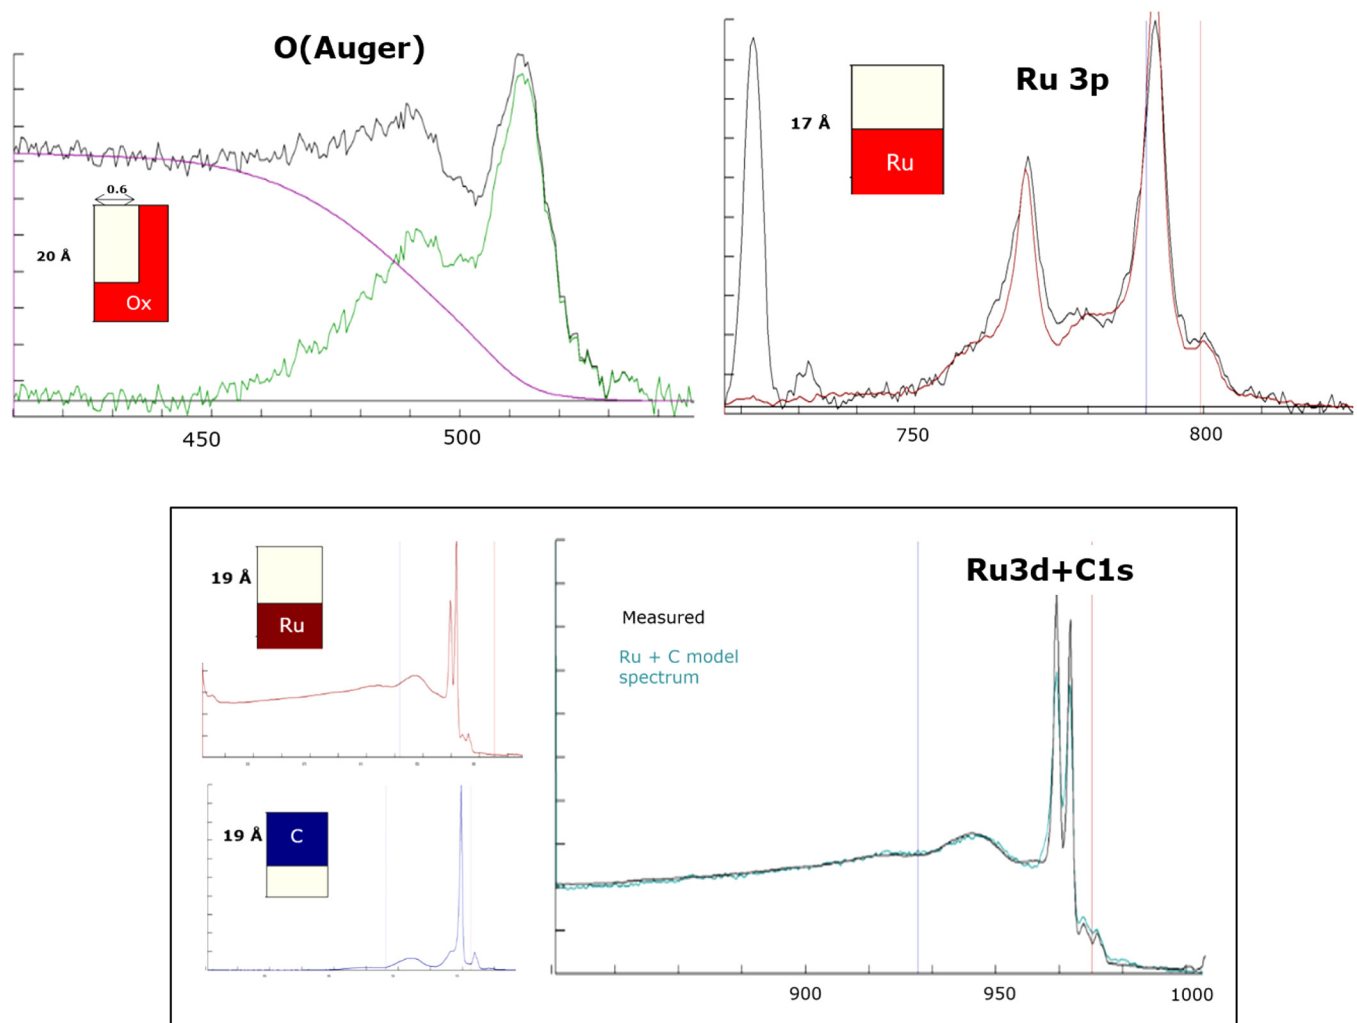 O(Auger)
0.6
20 Å
Ox
450
500
Ru 3p
17 Å
Ru
750
800
19 Å
Ru
19 Å
C
Ru3d+C1s
Measured
Ru + C model
spectrum
900
950
1000